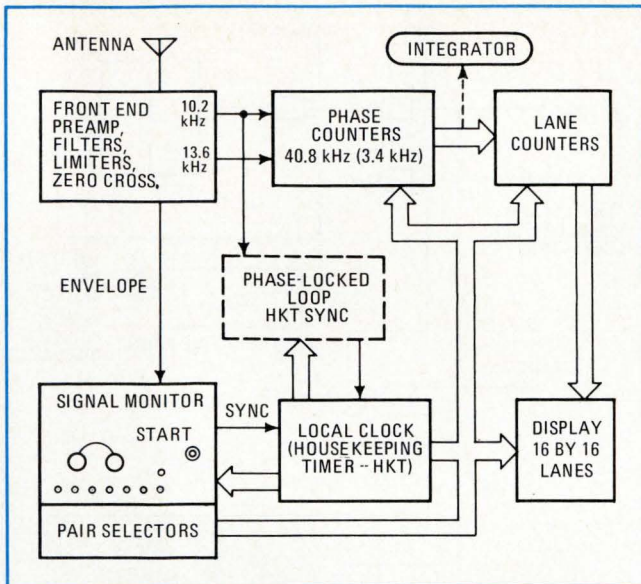 ANTENNA
INTEGRATOR
FRONT END
PREAMP,
FILTERS,
LIMITERS,
ZERO CROSS.
10.2
kHz
13.6
kHz
PHASE
COUNTERS
40.8 kHz (3.4 kHz)
LANE
COUNTERS
ENVELOPE
PHASE-LOCKED
LOOP
HKT SYNC
SIGNAL MONITOR
START
SYNC
LOCAL CLOCK
(HOUSEKEEPING
TIMER -- HKT)
DISPLAY
16 BY 16
LANES
PAIR SELECTORS